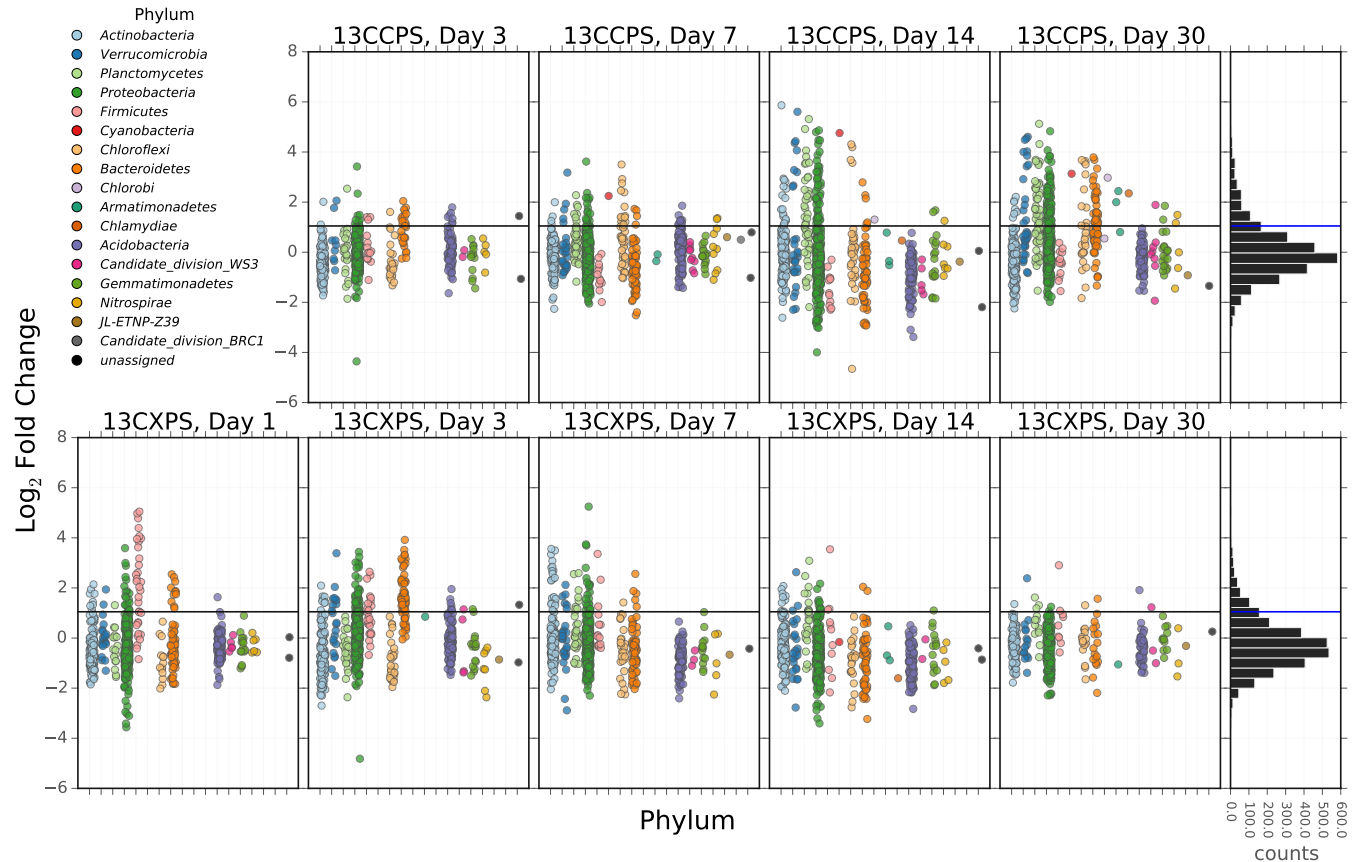 Phylum
Actinobacteria
Verrucomicrobia
Planctomycetes
Proteobacteria
Firmicutes
Cyanobacteria
Chloroflexi
Bacteroidetes
Chlorobi
Armatimonadetes
Chlamydiae
Acidobacteria
Candidate_division_WS3
Gemmatimonadetes
Nitrospirae
JL-ETNP-Z39
Candidate_division_BRC1
unassigned
13CCPS, Day 3
13CCPS, Day 7
13CCPS, Day 14
13CCPS, Day 30
8
6
4
2
0
−2
−4
−6
Log2 Fold Change
13CXPS, Day 1
13CXPS, Day 3
13CXPS, Day 7
13CXPS, Day 14
13CXPS, Day 30
8
6
4
2
0
−2
−4
−6
Phylum
0.0
100.0
200.0
300.0
400.0
500.0
600.0
counts